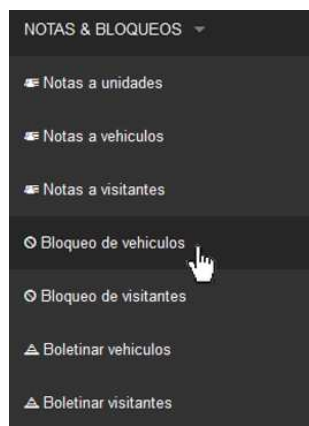 NOTAS & BLOQUEOS
Notas a unidades
Notas a vehiculos
Notas a visitantes
Bloqueo de vehiculos
Bloqueo de visitantes
Boletinar vehiculos
Boletinar visitantes